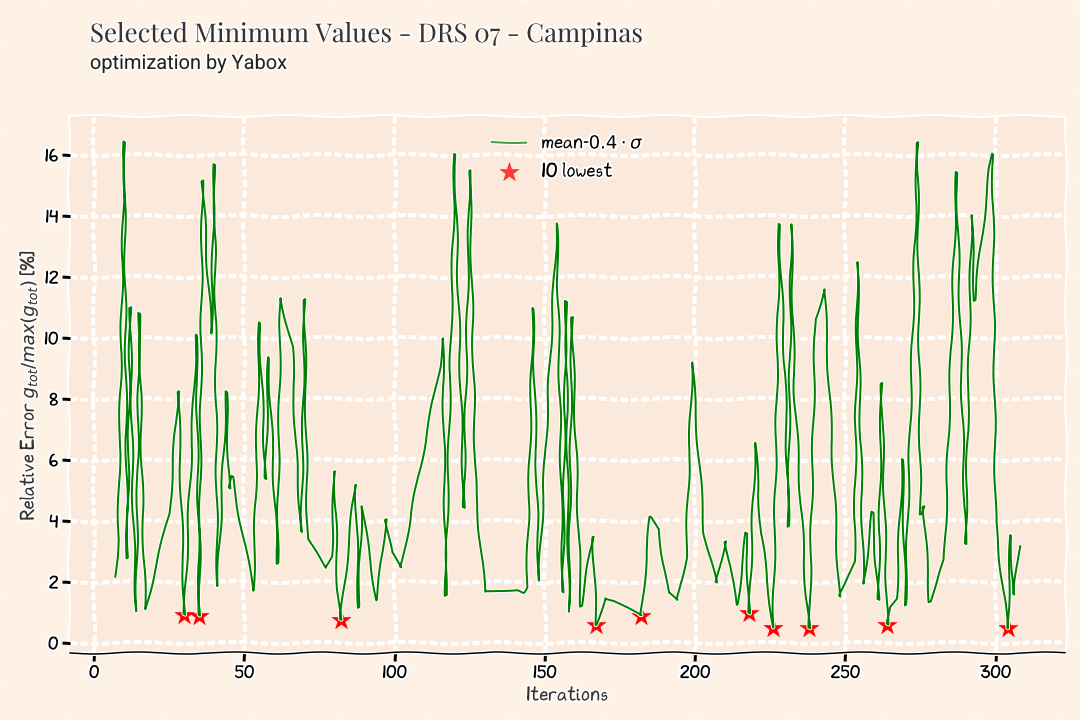 Selected Minimum Values - DRS 07 - Campinas
optimization by Yabox
mean-0.4 · σ
10 lowest
Relative Error g_tot/max(g_tot) [%]
16
14
12
10
8
6
4
2
0
0 50 100 150 200 250 300
Iterations